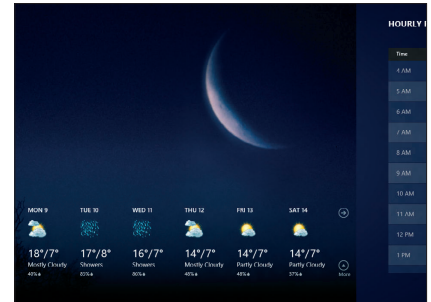 HOURLY
Time
4 AM
5 AM
6 AM
7 AM
8 AM
9 AM
10 AM
11 AM
12 PM
1 PM
MON 9 TUE 10 WED 11 THU 12 FRI 13 SAT 14
18°/7° 17°/8° 16°/7° 14°/7° 14°/7° 14°/7°
Mostly Cloudy Showers Showers Mostly Cloudy Partly Cloudy Partly Cloudy
More